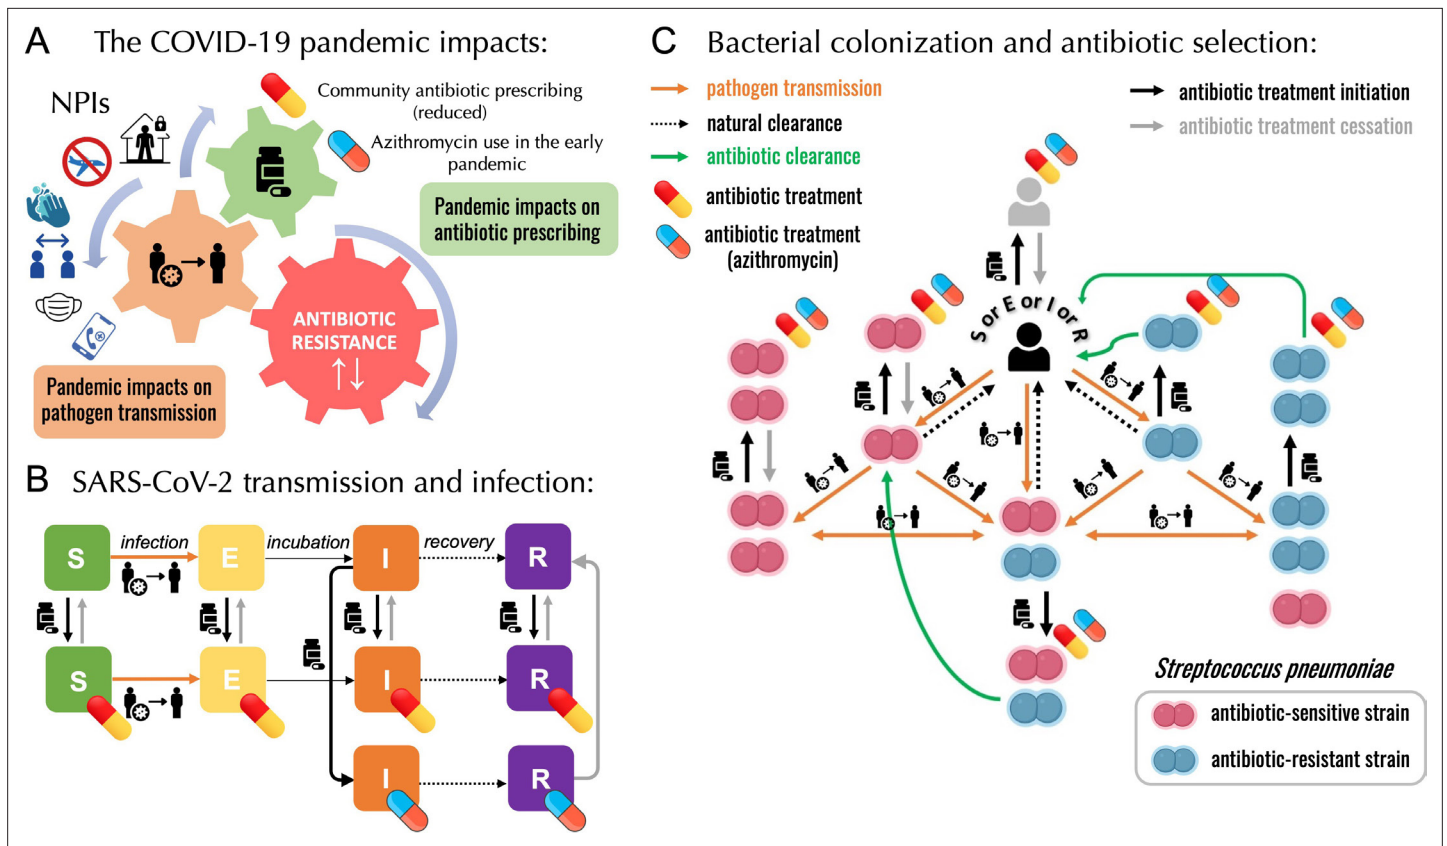 A The COVID-19 pandemic impacts:
NPIs
Community antibiotic prescribing
(reduced)
Azithromycin use in the early
pandemic
Pandemic impacts on
antibiotic prescribing
ANTIBIOTIC
RESISTANCE
↑↓
Pandemic impacts on
pathogen transmission
B SARS-CoV-2 transmission and infection:
S infection E incubation I recovery R
S E I R
I R
C Bacterial colonization and antibiotic selection:
pathogen transmission
natural clearance
antibiotic clearance
antibiotic treatment
antibiotic treatment
(azithromycin)
antibiotic treatment initiation
antibiotic treatment cessation
S or E or I or R
Streptococcus pneumoniae
antibiotic-sensitive strain
antibiotic-resistant strain